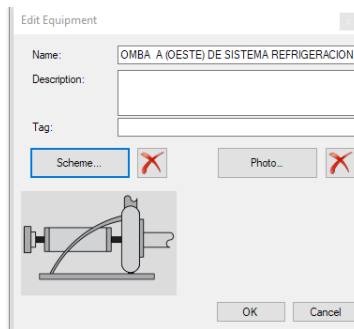 Edit Equipment
Name: OMBA A (OESTE) DE SISTEMA REFRIGERACION
Description:
Tag:
Scheme... Photo...
OK Cancel